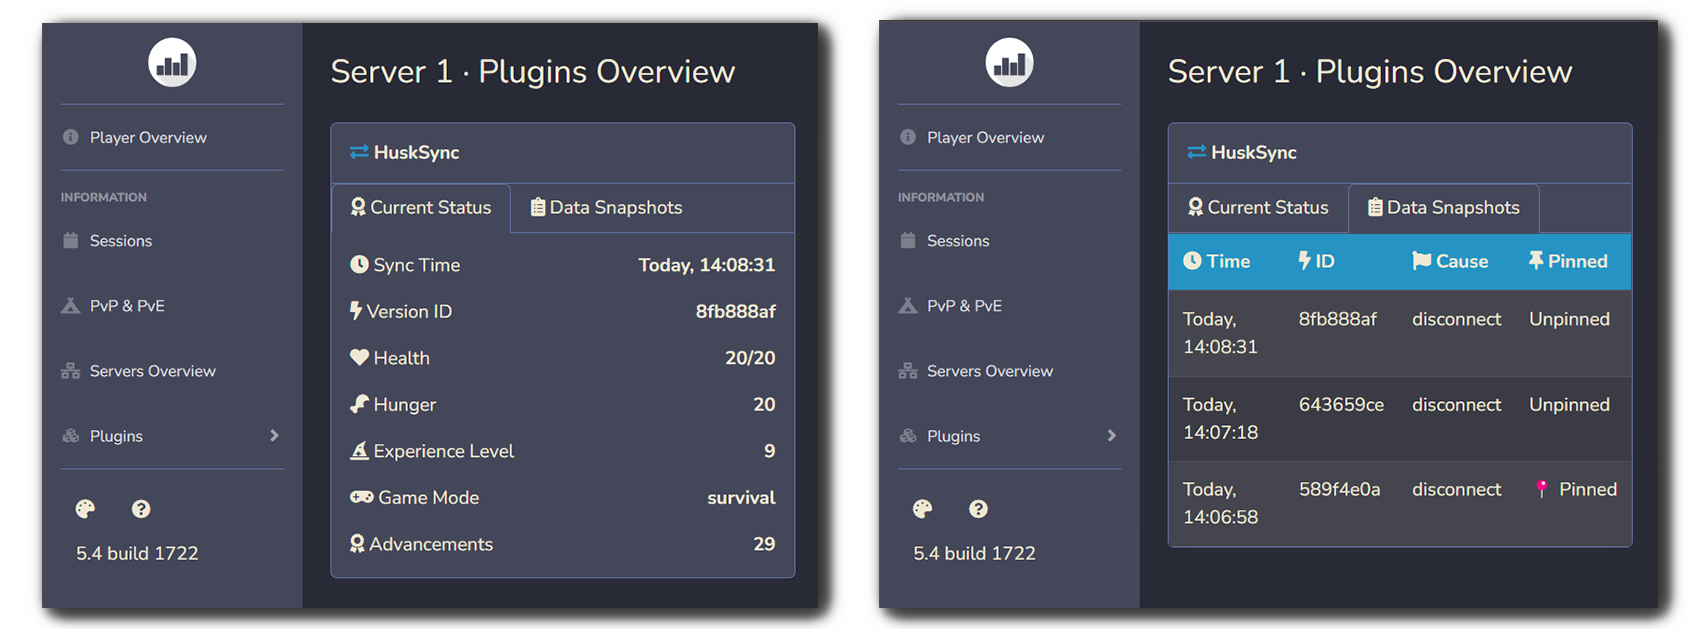 Server 1 · Plugins Overview
Player Overview
INFORMATION
Sessions
PvP & PvE
Servers Overview
Plugins
5.4 build 1722
HuskSync
Current Status Data Snapshots
Sync Time Today, 14:08:31
Version ID 8fb888af
Health 20/20
Hunger 20
Experience Level 9
Game Mode survival
Advancements 29
Server 1 · Plugins Overview
Player Overview
INFORMATION
Sessions
PvP & PvE
Servers Overview
Plugins
5.4 build 1722
HuskSync
Current Status Data Snapshots
Time ID Cause Pinned
Today, 8fb888af disconnect Unpinned
14:08:31
Today, 643659ce disconnect Unpinned
14:07:18
Today, 589f4e0a disconnect Pinned
14:06:58